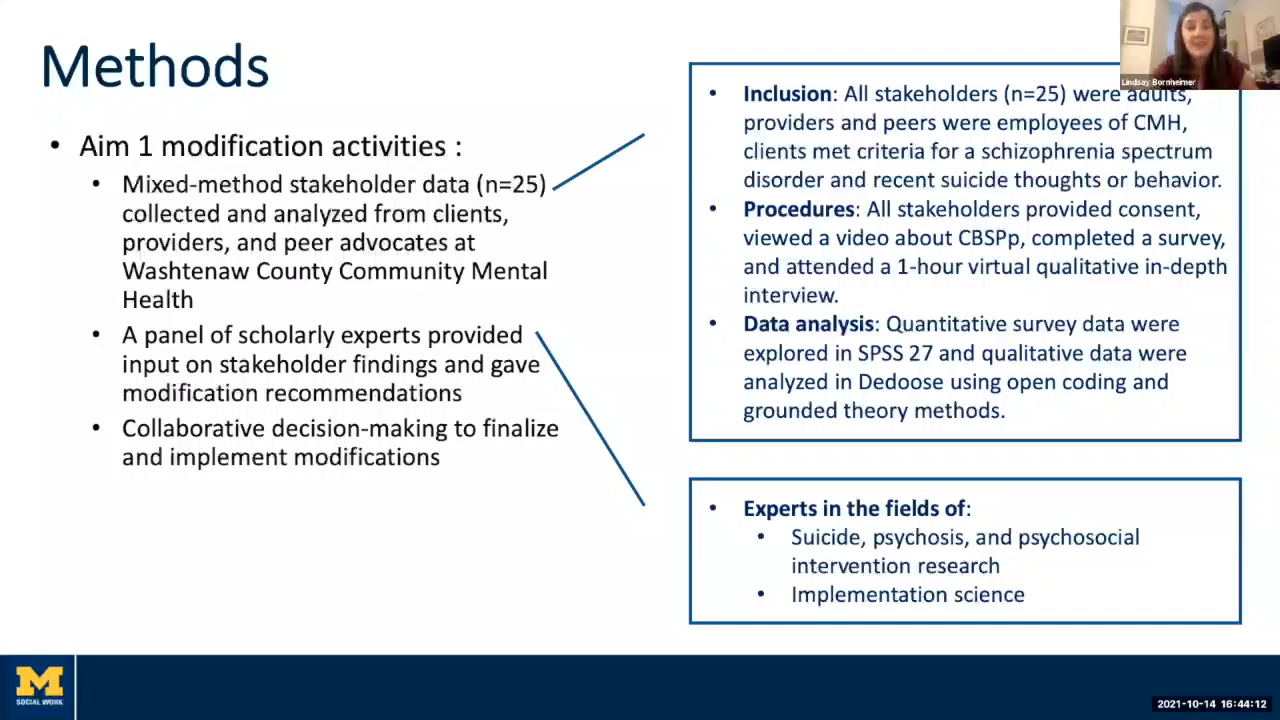 Methods
• Aim 1 modification activities :
• Mixed-method stakeholder data (n=25)
collected and analyzed from clients,
providers, and peer advocates at
Washtenaw County Community Mental
Health
• A panel of scholarly experts provided
input on stakeholder findings and gave
modification recommendations
• Collaborative decision-making to finalize
and implement modifications
• Inclusion: All stakeholders (n=25) were adults,
providers and peers were employees of CMH,
clients met criteria for a schizophrenia spectrum
disorder and recent suicide thoughts or behavior.
• Procedures: All stakeholders provided consent,
viewed a video about CBSPp, completed a survey,
and attended a 1-hour virtual qualitative in-depth
interview.
• Data analysis: Quantitative survey data were
explored in SPSS 27 and qualitative data were
analyzed in Dedoose using open coding and
grounded theory methods.
• Experts in the fields of:
• Suicide, psychosis, and psychosocial
intervention research
• Implementation science
Lindsay Bornheimer
M
SOCIAL WORK
2021-10-14 16:44:12